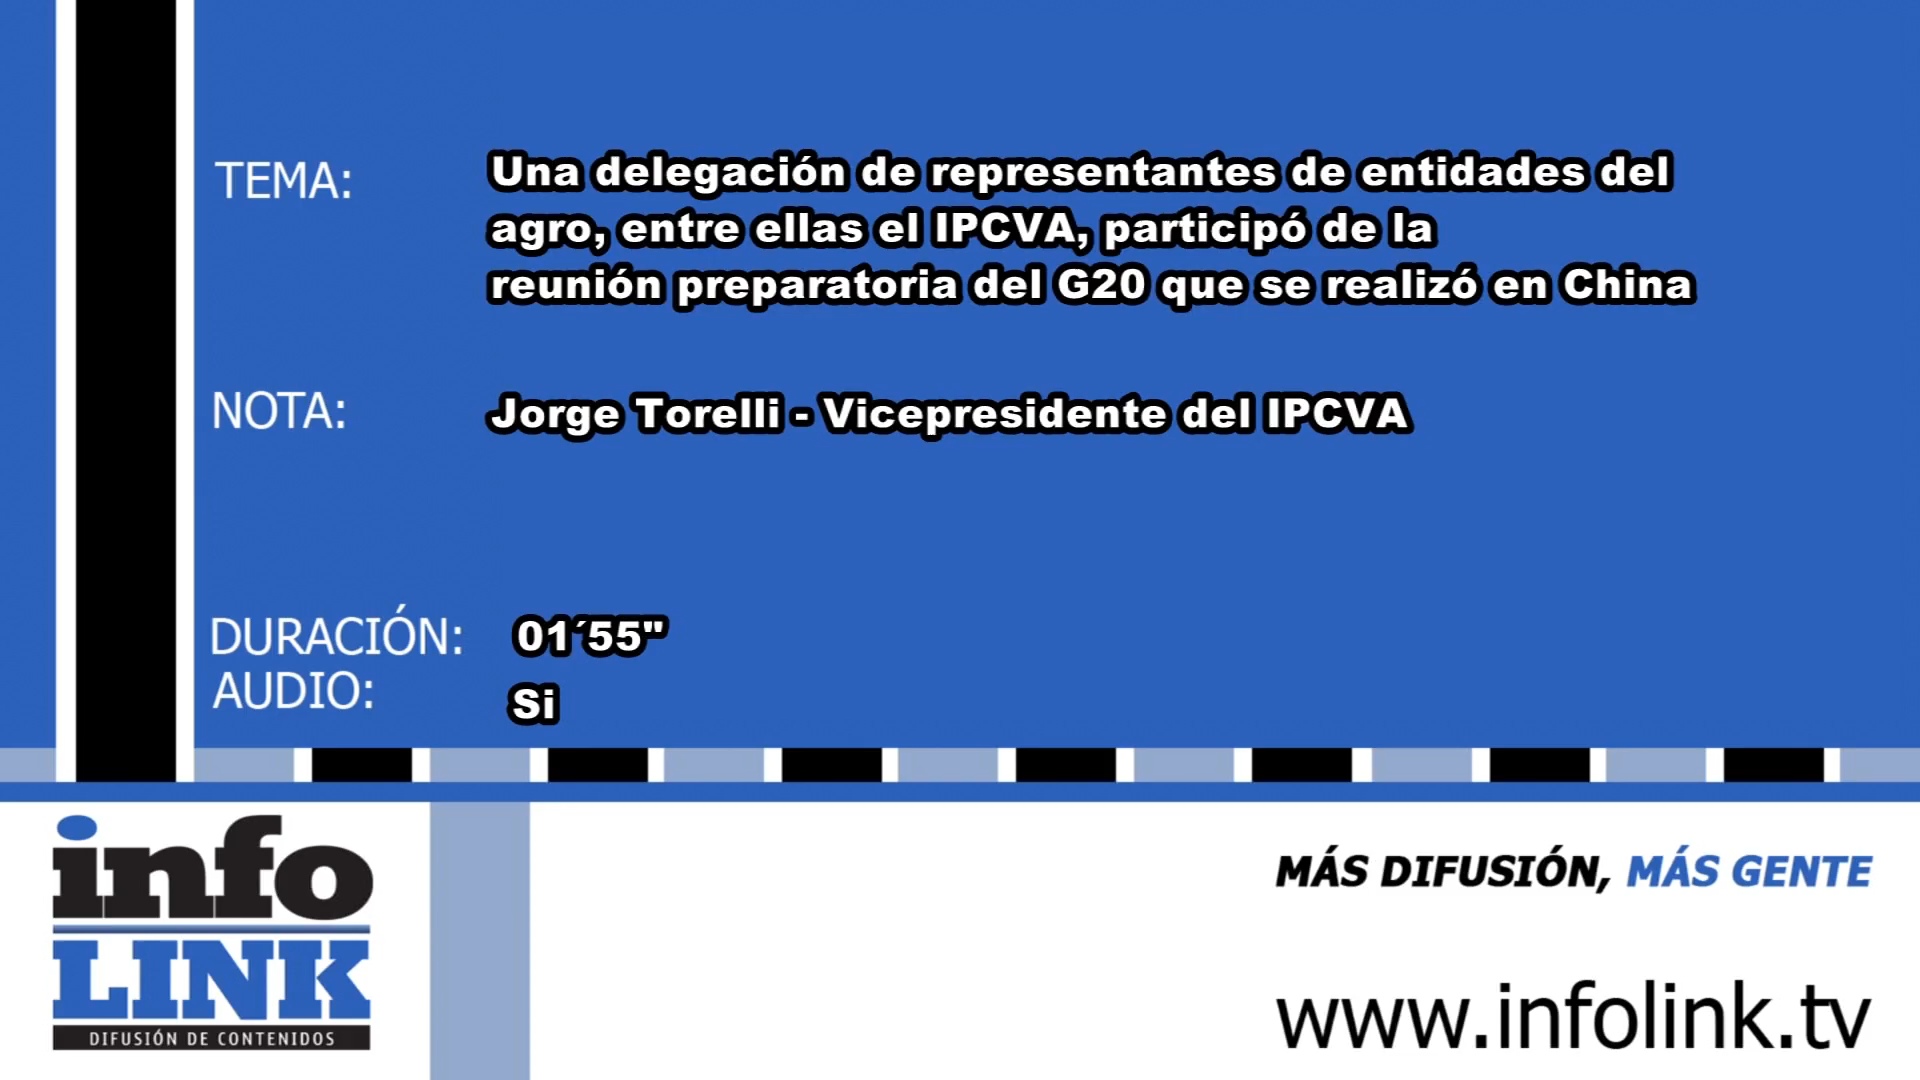 TEMA:
Una delegación de representantes de entidades del
agro, entre ellas el IPCVA, participó de la
reunión preparatoria del G20 que se realizó en China
NOTA:
Jorge Torelli - Vicepresidente del IPCVA
DURACIÓN:
01´55"
AUDIO:
Si
info
LINK
DIFUSIÓN DE CONTENIDOS
MÁS DIFUSIÓN, MÁS GENTE
www.infolink.tv